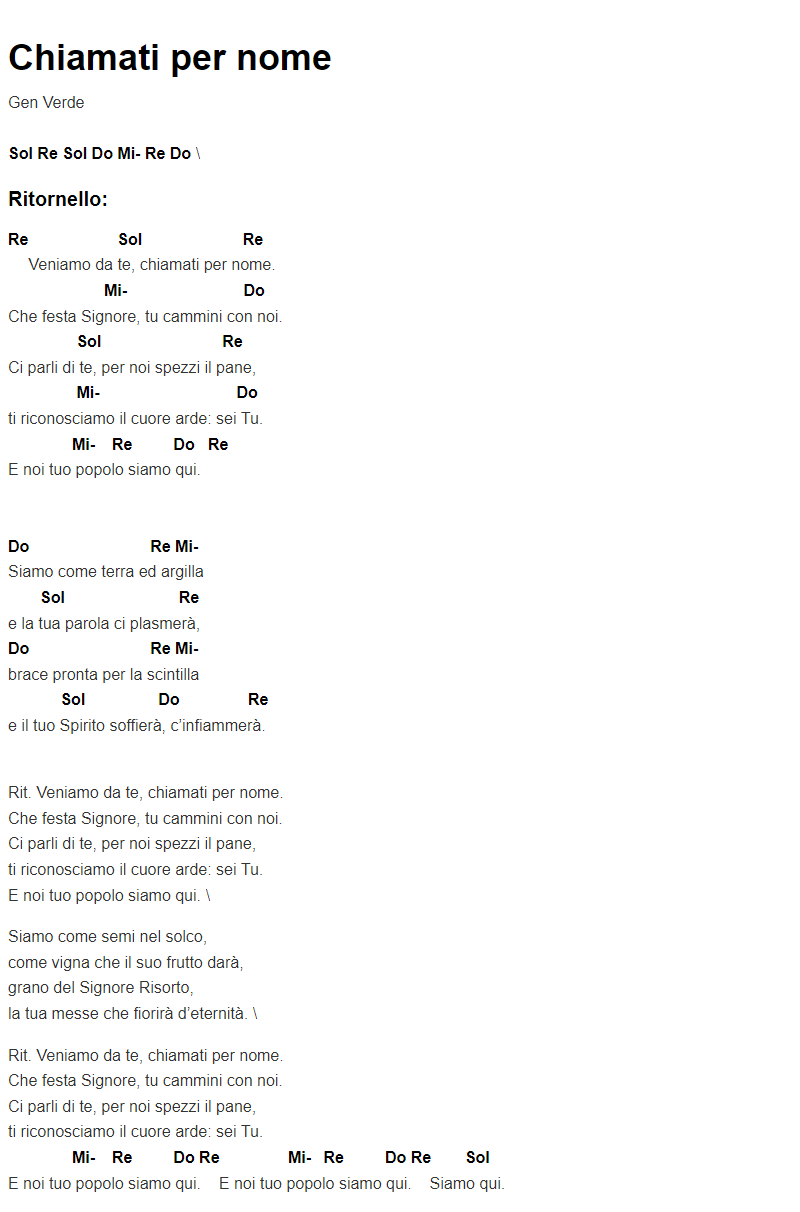 Chiamati per nome
Gen Verde
Sol Re Sol Do Mi- Re Do \
Ritornello:
Re Sol Re
Veniamo da te, chiamati per nome.
Mi- Do
Che festa Signore, tu cammini con noi.
Sol Re
Ci parli di te, per noi spezzi il pane,
Mi- Do
ti riconosciamo il cuore arde: sei Tu.
Mi- Re Do Re
E noi tuo popolo siamo qui.
Do Re Mi-
Siamo come terra ed argilla
Sol Re
e la tua parola ci plasmerà,
Do Re Mi-
brace pronta per la scintilla
Sol Do Re
e il tuo Spirito soffierà, c’infiammerà.
Rit. Veniamo da te, chiamati per nome.
Che festa Signore, tu cammini con noi.
Ci parli di te, per noi spezzi il pane,
ti riconosciamo il cuore arde: sei Tu.
E noi tuo popolo siamo qui. \
Siamo come semi nel solco,
come vigna che il suo frutto darà,
grano del Signore Risorto,
la tua messe che fiorirà d’eternità. \
Rit. Veniamo da te, chiamati per nome.
Che festa Signore, tu cammini con noi.
Ci parli di te, per noi spezzi il pane,
ti riconosciamo il cuore arde: sei Tu.
Mi- Re Do Re Mi- Re Do Re Sol
E noi tuo popolo siamo qui. E noi tuo popolo siamo qui. Siamo qui.